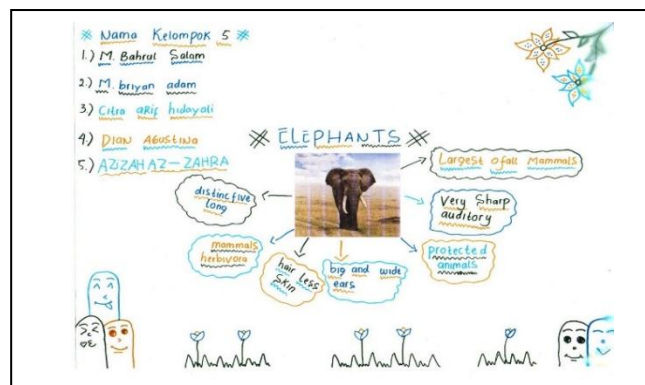 Nama Kelompok 5
1.) M. Bahrul Salam
2.) M. briyan adam
3.) Citra arif hidayati
4.) Dian Agustina
5.) AZIZAH AZ-ZAHRA
ELEPHANTS
Largest of all Mammals
distinctive
long
Very Sharp
auditory
mammals
herbivora
hair less
skin
big and wide
ears
protected
animals